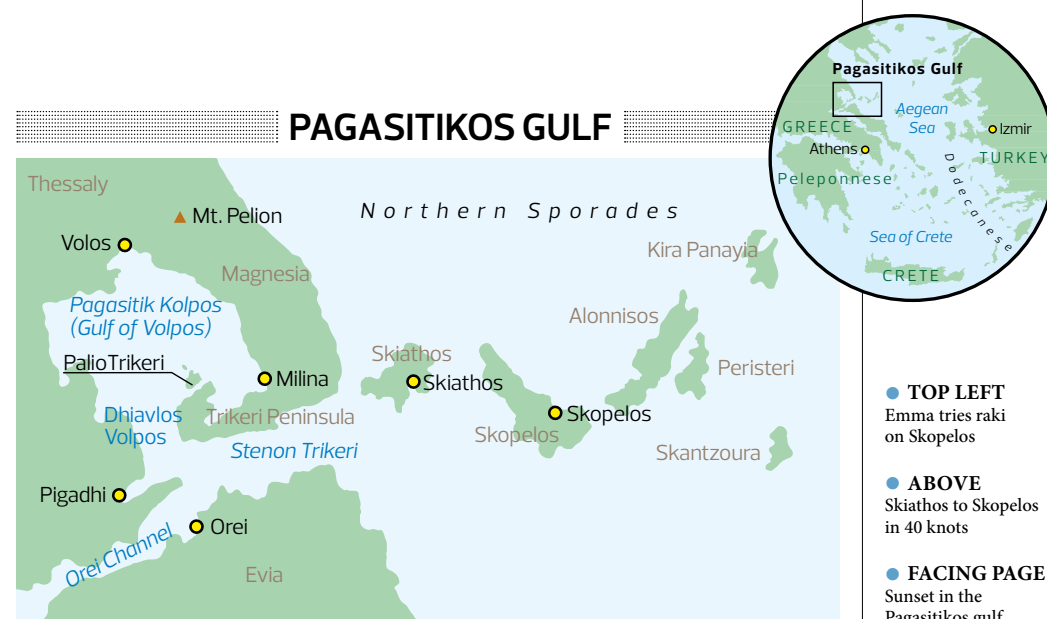 PAGASITIKOS GULF
Pagasitikos Gulf
Aegean
Sea
GREECE
Izmir
Athens
TURKEY
Peleponnese
Dodecanese
Sea of Crete
CRETE
Thessaly
Mt. Pelion
Northern Sporades
Volos
Kira Panayia
Magnesia
Pagasitik Kolpos
(Gulf of Volpos)
Alonnisos
PalioTrikeri
Skiathos
Peristeri
Milina
Skiathos
Dhiavlos
Volpos
Trikeri Peninsula
Skopelos
Skopelos
Stenon Trikeri
Skantzoura
Pigadhi
Orei
Orei Channel
Evia
TOP LEFT
Emma tries raki
on Skopelos
ABOVE
Skiathos to Skopelos
in 40 knots
FACING PAGE
Sunset in the
Pagasitikos gulf